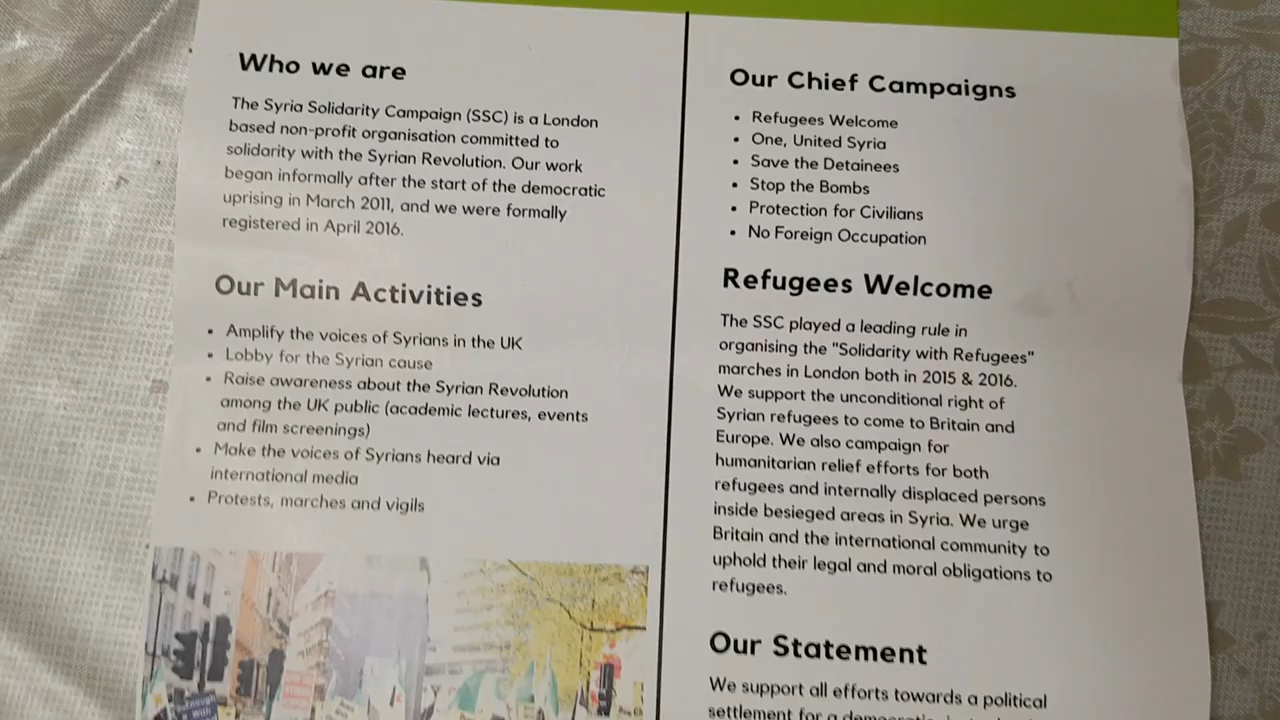 Who we are
The Syria Solidarity Campaign (SSC) is a London
based non-profit organisation committed to
solidarity with the Syrian Revolution. Our work
began informally after the start of the democratic
uprising in March 2011, and we were formally
registered in April 2016.
Our Main Activities
• Amplify the voices of Syrians in the UK
• Lobby for the Syrian cause
• Raise awareness about the Syrian Revolution
among the UK public (academic lectures, events
and film screenings)
• Make the voices of Syrians heard via
international media
• Protests, marches and vigils
Our Chief Campaigns
• Refugees Welcome
• One, United Syria
• Save the Detainees
• Stop the Bombs
• Protection for Civilians
• No Foreign Occupation
Refugees Welcome
The SSC played a leading rule in
organising the "Solidarity with Refugees"
marches in London both in 2015 & 2016.
We support the unconditional right of
Syrian refugees to come to Britain and
Europe. We also campaign for
humanitarian relief efforts for both
refugees and internally displaced persons
inside besieged areas in Syria. We urge
Britain and the international community to
uphold their legal and moral obligations to
refugees.
Our Statement
We support all efforts towards a political
settlement for a